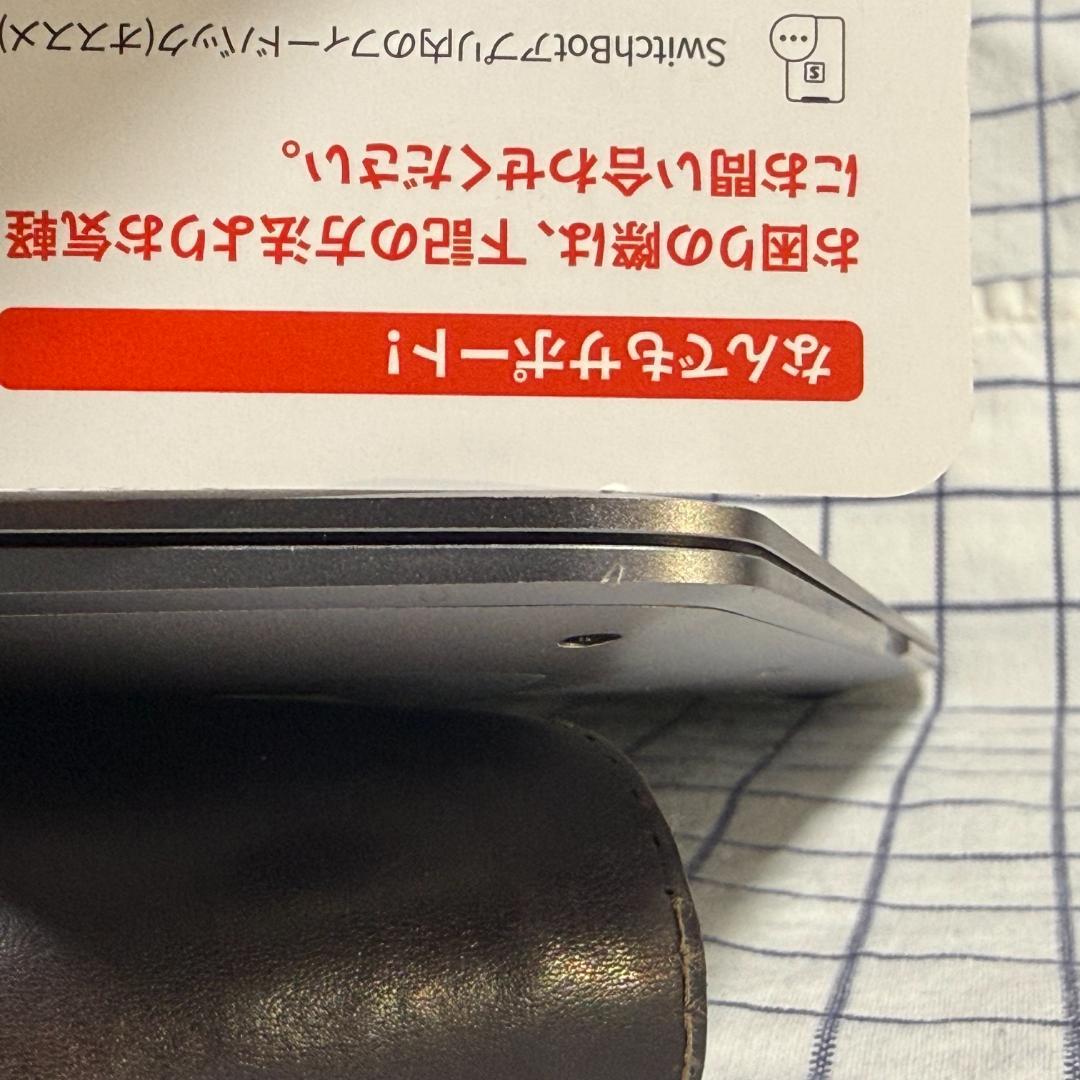 なんでもサポート!
お困りの際は、下記の方法よりお気軽
にお問い合わせください。
SwitchBotアプリ内のフィードバック(オススメ)
S